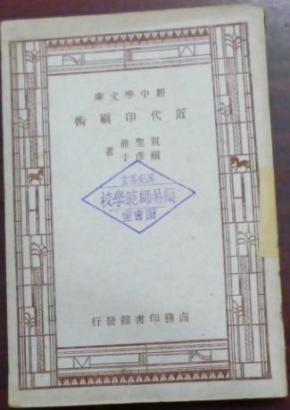 庫文學中新
術刷印代近
賀聖鼐
賴彥于
著
簡易師範學校
圖書室
商務印書館發行